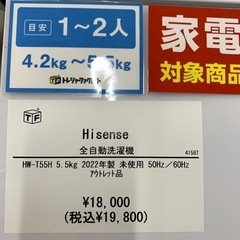 目安 1～2人
4.2kg～5.5kg
トレジャーファクトリー
家電
対象商品
TF
Hisense
全自動洗濯機
41587
HW-T55H 5.5kg 2022年製 未使用 50Hz／60Hz
アウトレット品
¥18,000
(税込¥19,800)